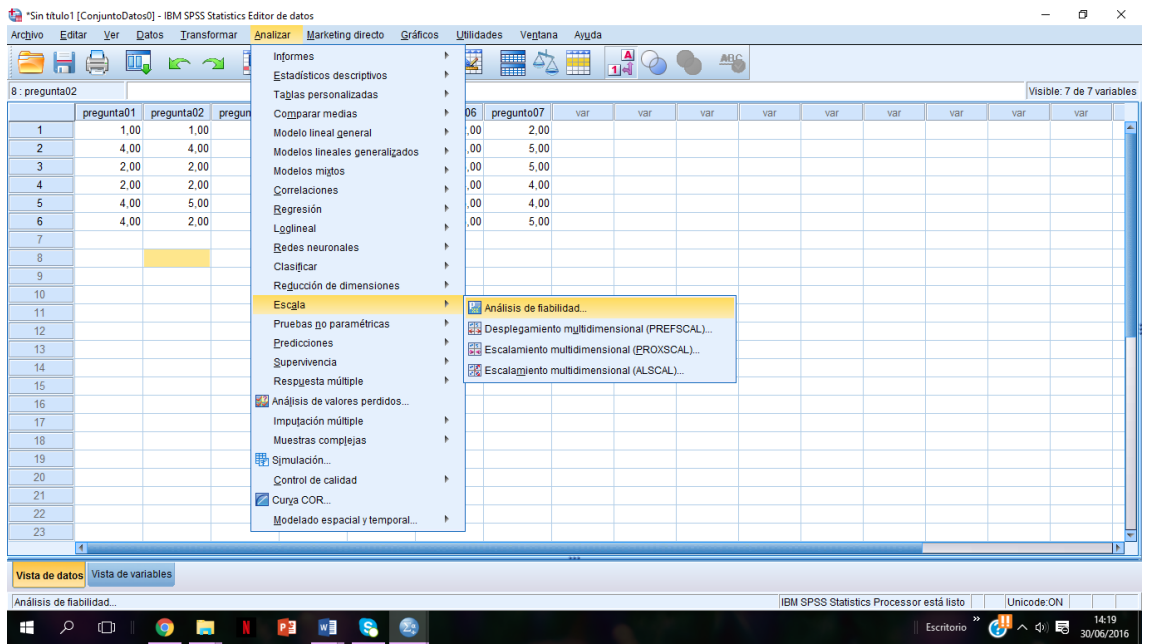 *Sin título1 [ConjuntoDatos0] - IBM SPSS Statistics Editor de datos
Archivo Editar Ver Datos Transformar Analizar Marketing directo Gráficos Utilidades Ventana Ayuda
8 : pregunta02
Visible: 7 de 7 variables
pregunta01 pregunta02 pregun 06 pregunto07 var var var var var var var var
1 1,00 1,00 ,00 2,00
2 4,00 4,00 ,00 5,00
3 2,00 2,00 ,00 5,00
4 2,00 2,00 ,00 4,00
5 4,00 5,00 ,00 4,00
6 4,00 2,00 ,00 5,00
7
8
9
10
11
12
13
14
15
16
17
18
19
20
21
22
23
Informes
Estadísticos descriptivos
Tablas personalizadas
Comparar medias
Modelo lineal general
Modelos lineales generalizados
Modelos mixtos
Correlaciones
Regresión
Loglineal
Redes neuronales
Clasificar
Reducción de dimensiones
Escala
Pruebas no paramétricas
Predicciones
Supervivencia
Respuesta múltiple
Análisis de valores perdidos...
Imputación múltiple
Muestras complejas
Simulación...
Control de calidad
Curva COR...
Modelado espacial y temporal...
Análisis de fiabilidad...
Desplegamiento multidimensional (PREFSCAL)...
Escalamiento multidimensional (PROXSCAL)...
Escalamiento multidimensional (ALSCAL)...
Vista de datos Vista de variables
Análisis de fiabilidad... IBM SPSS Statistics Processor está listo Unicode:ON
Escritorio
14:19
30/06/2016